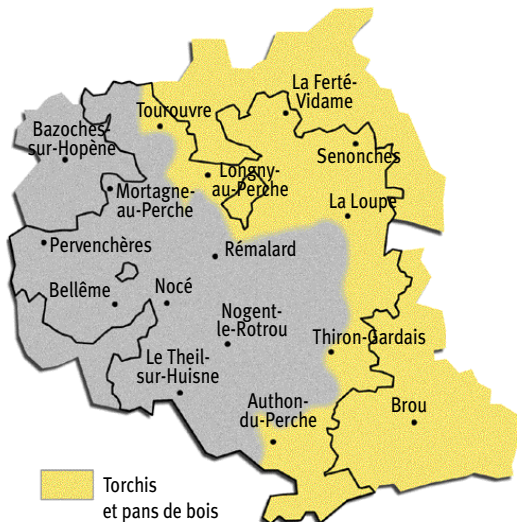 La Ferté-
Vidame
Tourouvre
Bazoches-
sur-Hopène
Senonches
Longny-
au-Perche
Mortagne-
au-Perche
La Loupe
Pervenchères
Rémalard
Bellême
Nocé
Nogent-
le-Rotrou
Thiron-Gardais
Le Theil-
sur-Huisne
Authon-
du-Perche
Brou
Torchis
et pans de bois